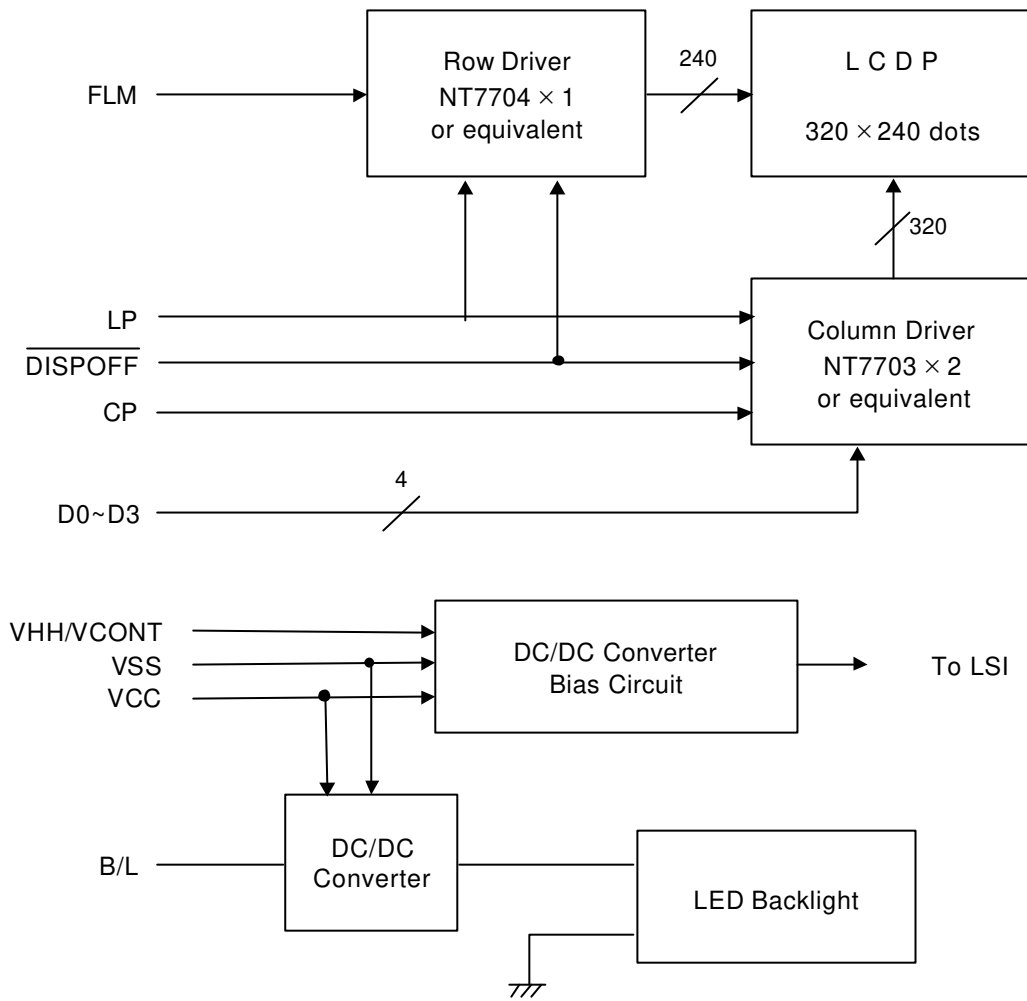 FLM
Row Driver
NT7704 × 1
or equivalent
240
L C D P
320 × 240 dots
320
LP
DISPOFF
CP
Column Driver
NT7703 × 2
or equivalent
4
D0~D3
VHH/VCONT
VSS
VCC
DC/DC Converter
Bias Circuit
To LSI
B/L
DC/DC
Converter
LED Backlight